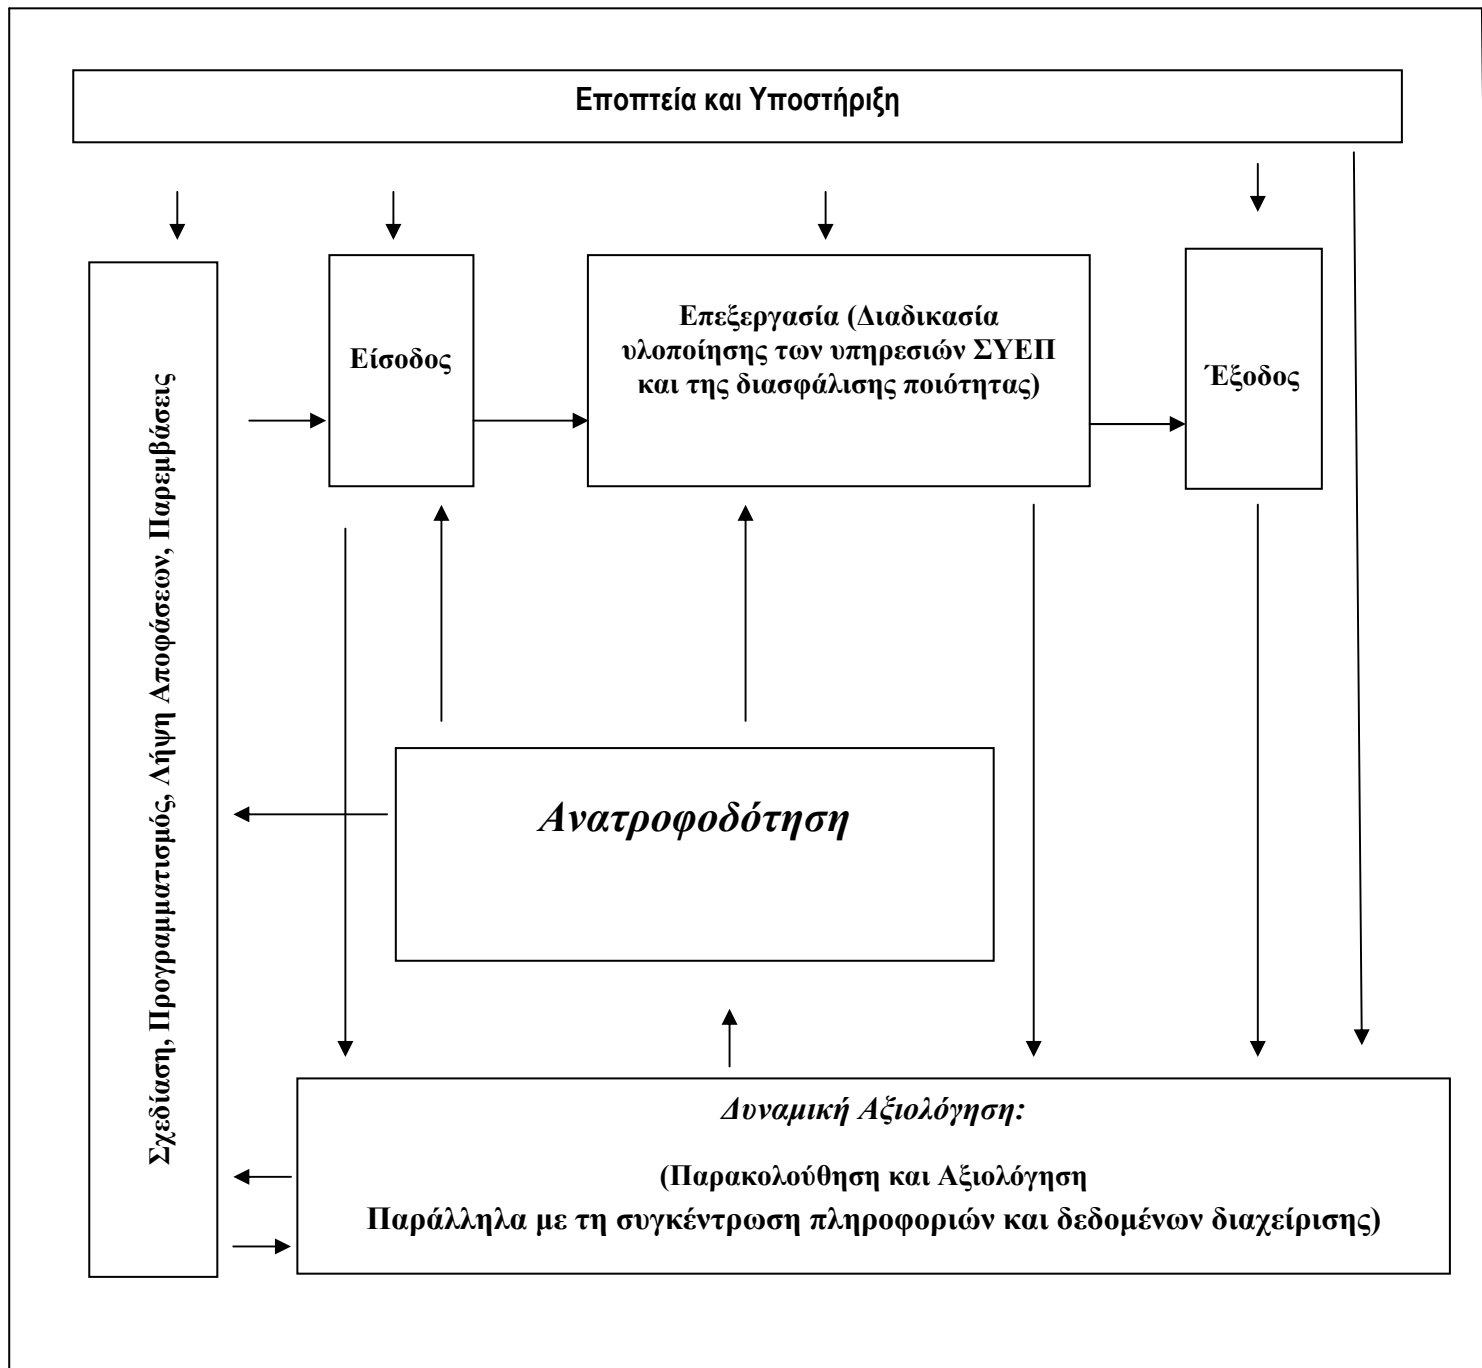 Εποπτεία και Υποστήριξη
Σχεδίαση, Προγραμματισμός, Λήψη Αποφάσεων, Παρεμβάσεις
Είσοδος
Επεξεργασία (Διαδικασία
υλοποίησης των υπηρεσιών ΣΥΕΠ
και της διασφάλισης ποιότητας)
Έξοδος
Ανατροφοδότηση
Δυναμική Αξιολόγηση:
(Παρακολούθηση και Αξιολόγηση
Παράλληλα με τη συγκέντρωση πληροφοριών και δεδομένων διαχείρισης)